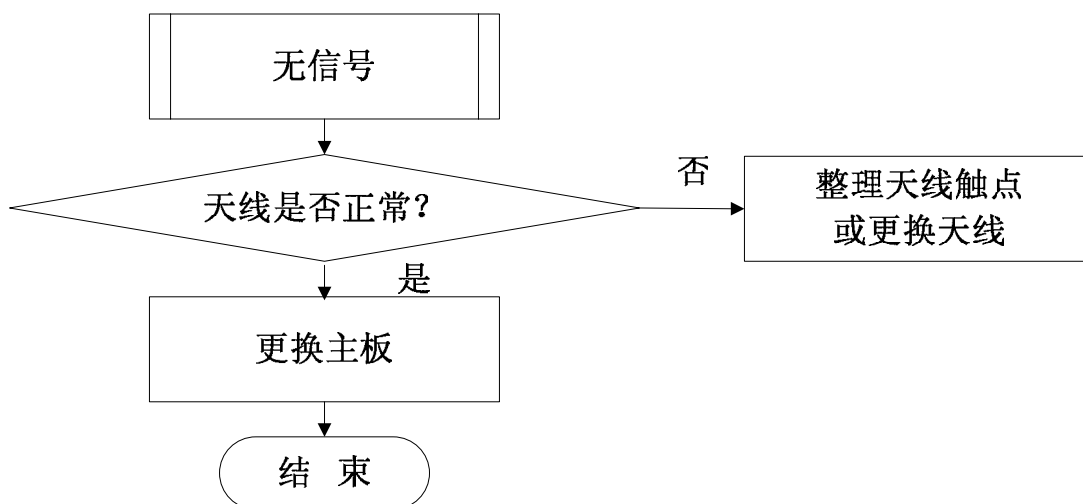 无信号
天线是否正常?
否
整理天线触点
或更换天线
是
更换主板
结 束